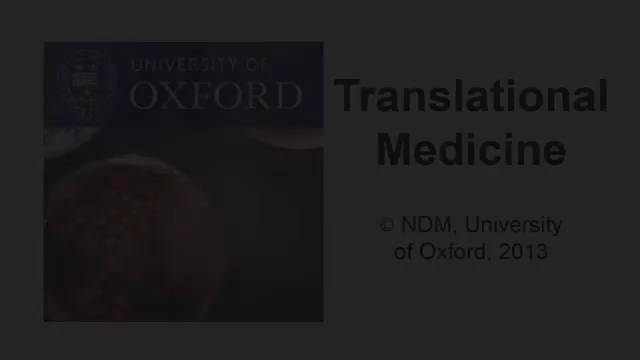 UNIVERSITY OF
OXFORD
Translational
Medicine
© NDM, University
of Oxford, 2013